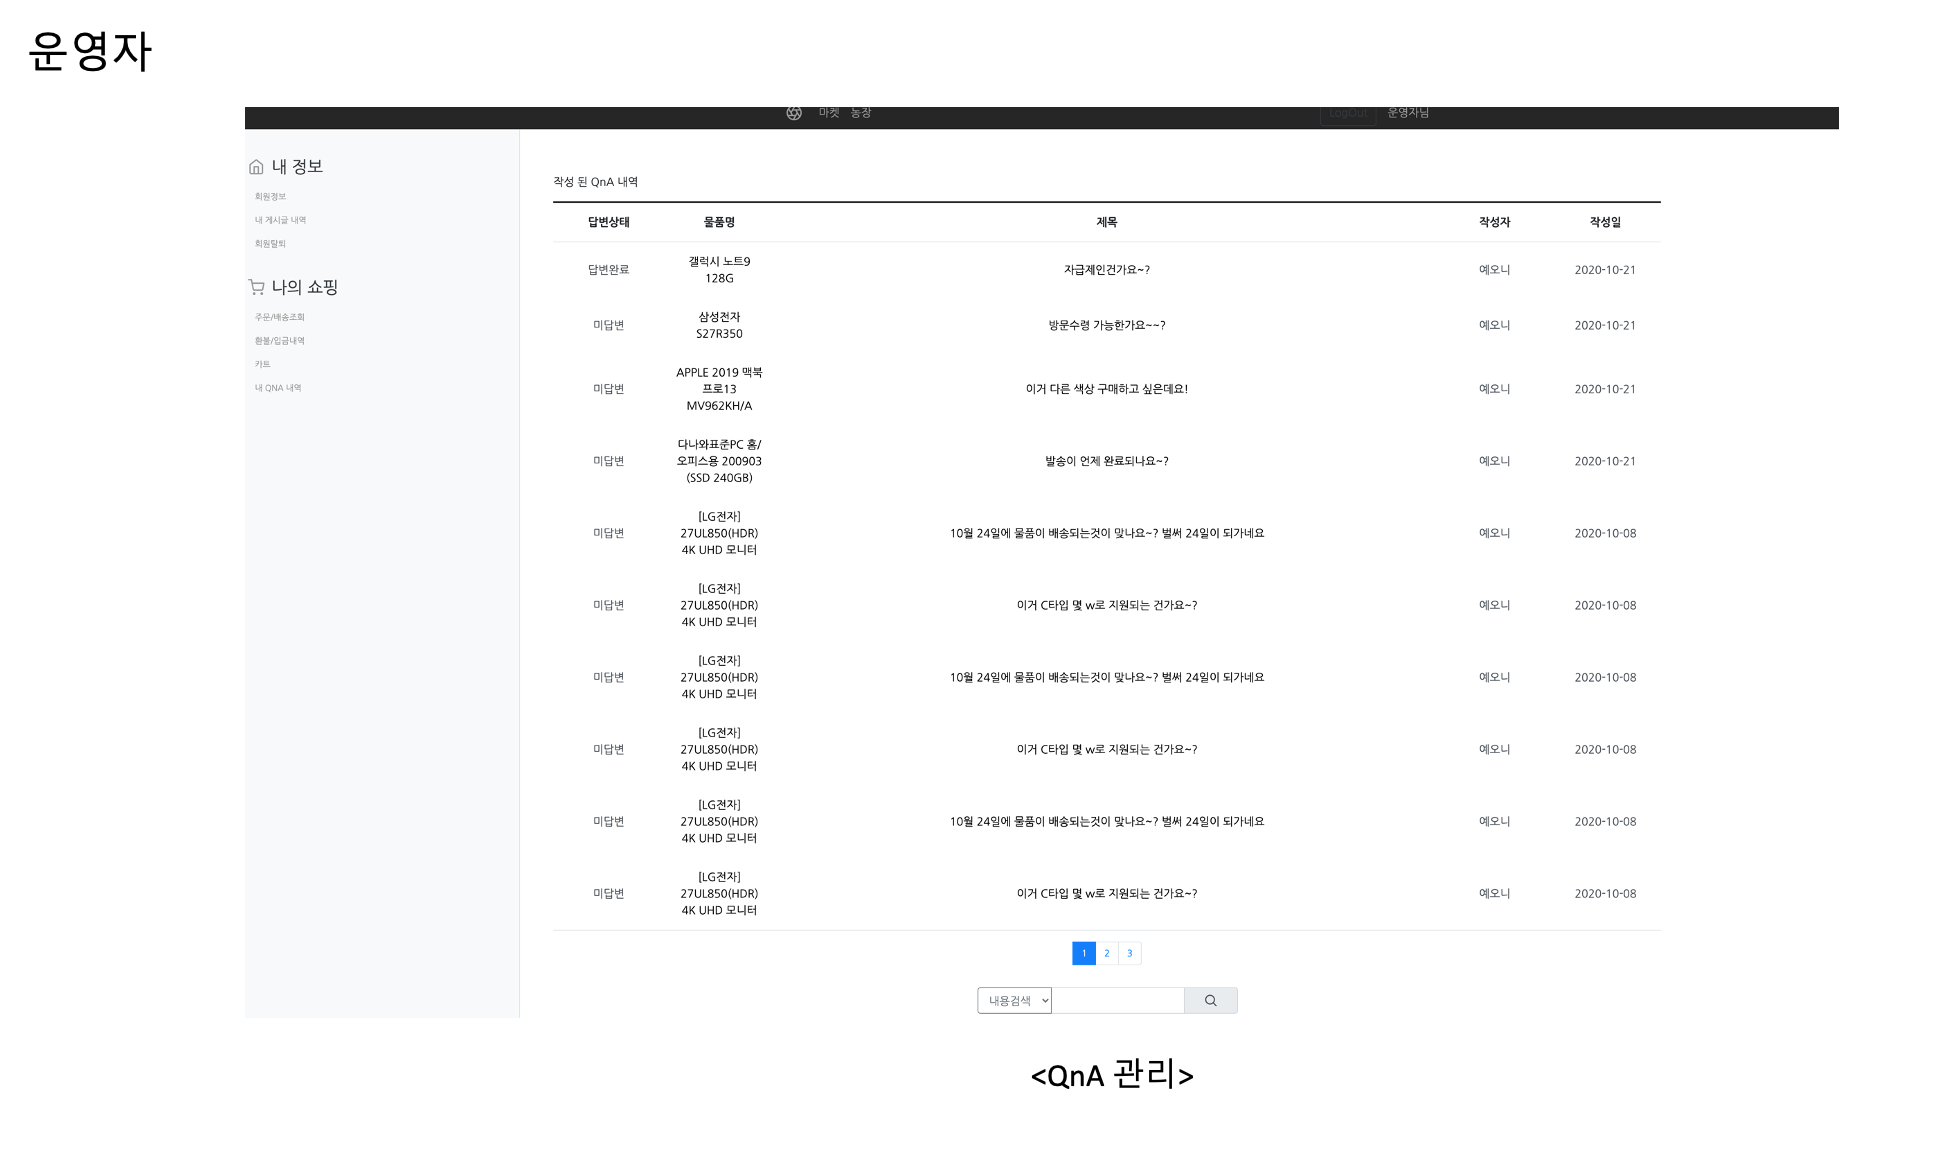 운영자
마켓 농장 LogOut 운영자님
내 정보
회원정보
내 게시글 내역
회원탈퇴
나의 쇼핑
주문/배송조회
환불/입금내역
카트
내 QNA 내역
작성 된 QnA 내역
답변상태 물품명 제목 작성자 작성일
답변완료 갤럭시 노트9 자급제인건가요~? 예오니 2020-10-21
128G
미답변 삼성전자 방문수령 가능한가요~~? 예오니 2020-10-21
S27R350
APPLE 2019 맥북
미답변 프로13 이거 다른 색상 구매하고 싶은데요! 예오니 2020-10-21
MV962KH/A
다나와표준PC 홈/
미답변 오피스용 200903 발송이 언제 완료되나요~? 예오니 2020-10-21
(SSD 240GB)
[LG전자]
미답변 27UL850(HDR) 10월 24일에 물품이 배송되는것이 맞나요~? 벌써 24일이 되가네요 예오니 2020-10-08
4K UHD 모니터
[LG전자]
미답변 27UL850(HDR) 이거 C타입 몇 w로 지원되는 건가요~? 예오니 2020-10-08
4K UHD 모니터
[LG전자]
미답변 27UL850(HDR) 10월 24일에 물품이 배송되는것이 맞나요~? 벌써 24일이 되가네요 예오니 2020-10-08
4K UHD 모니터
[LG전자]
미답변 27UL850(HDR) 이거 C타입 몇 w로 지원되는 건가요~? 예오니 2020-10-08
4K UHD 모니터
[LG전자]
미답변 27UL850(HDR) 10월 24일에 물품이 배송되는것이 맞나요~? 벌써 24일이 되가네요 예오니 2020-10-08
4K UHD 모니터
[LG전자]
미답변 27UL850(HDR) 이거 C타입 몇 w로 지원되는 건가요~? 예오니 2020-10-08
4K UHD 모니터
1 2 3
내용검색
<QnA 관리>